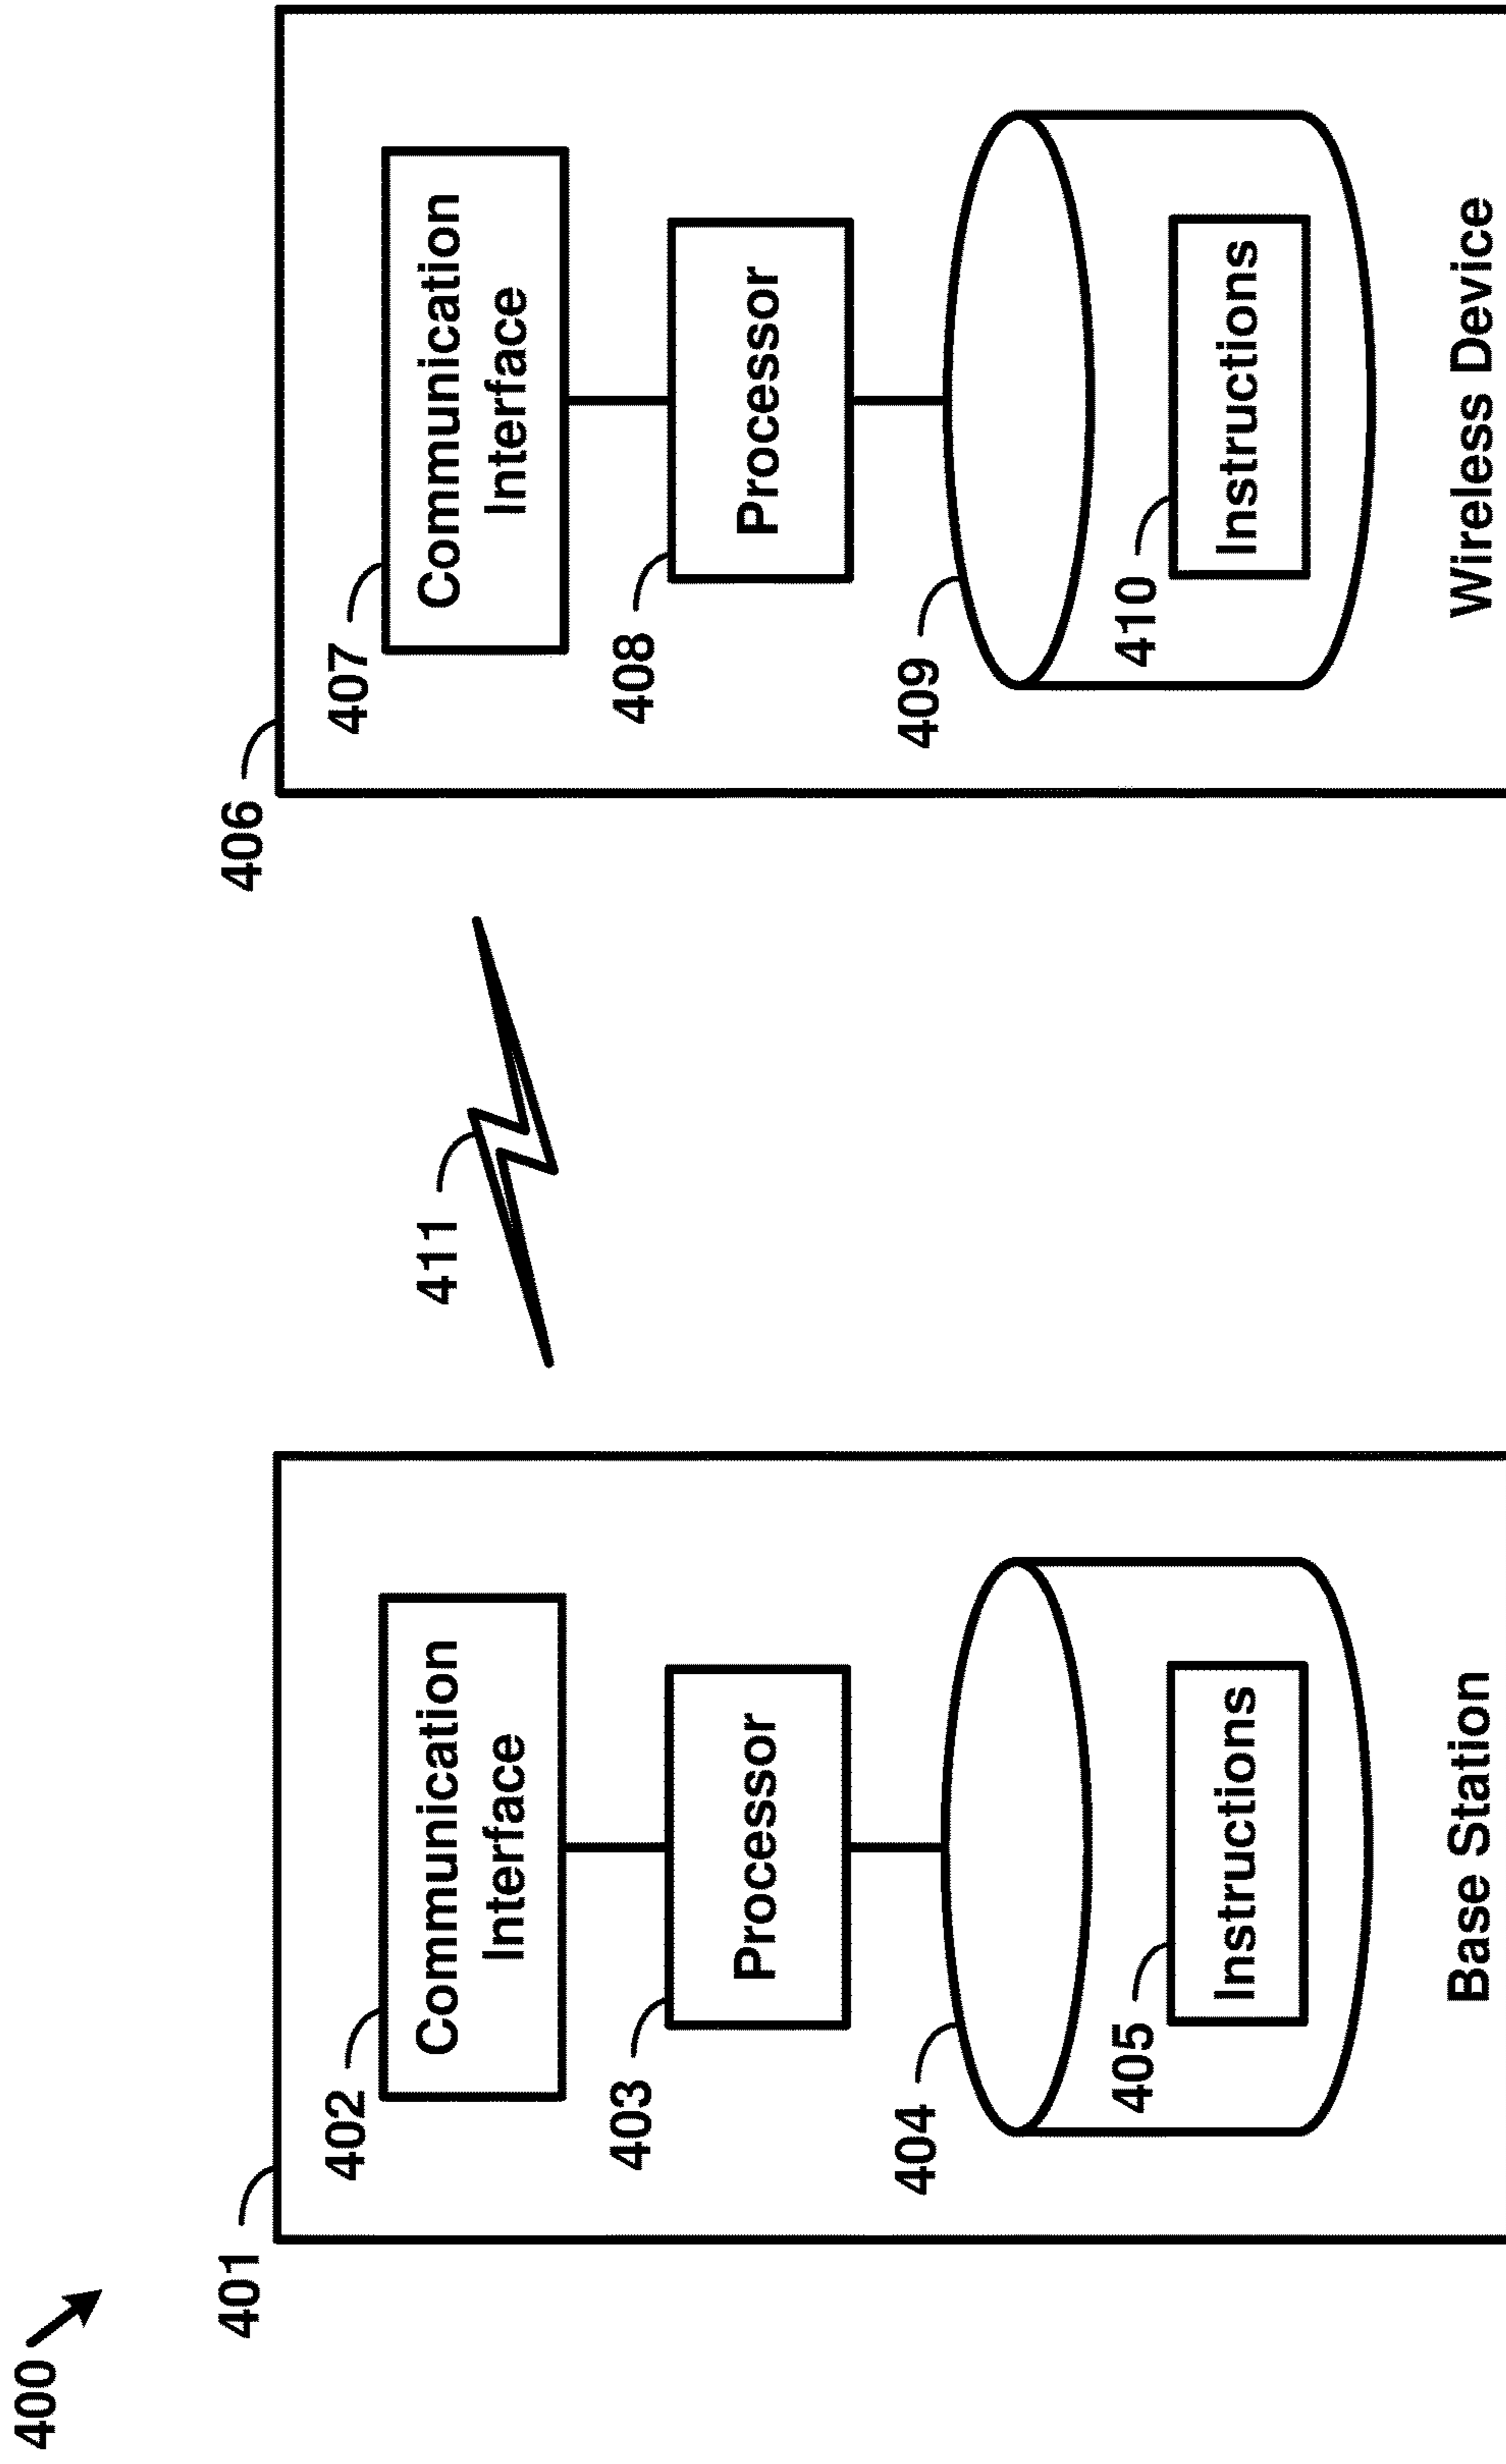 400
401
402
Communication
Interface
403
Processor
404
405
Instructions
Base Station
411
406
407
Communication
Interface
408
Processor
409
410
Instructions
Wireless Device